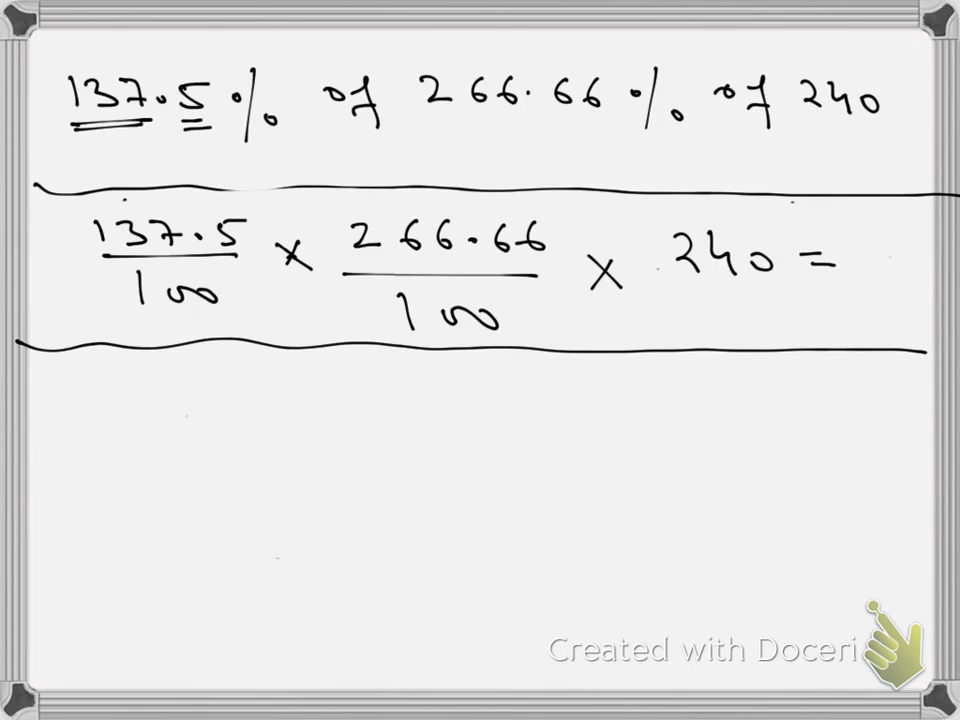 137.5% of 266.66% of 240
137.5/100 × 266.66/100 × 240 =
Created with Doceri